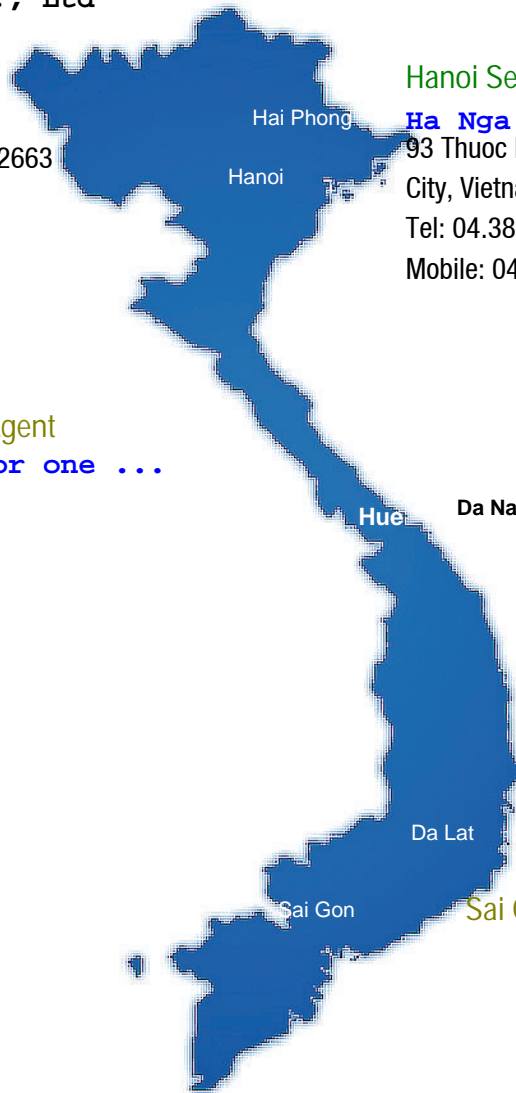 ., Ltd
Hanoi Se
Hai Phong
Ha Nga
2663
93 Thuoc
Hanoi
City, Vietna
Tel: 04.38
Mobile: 04
gent
or one ...
Hue
Da Na
Da Lat
Sai Gon
Sai